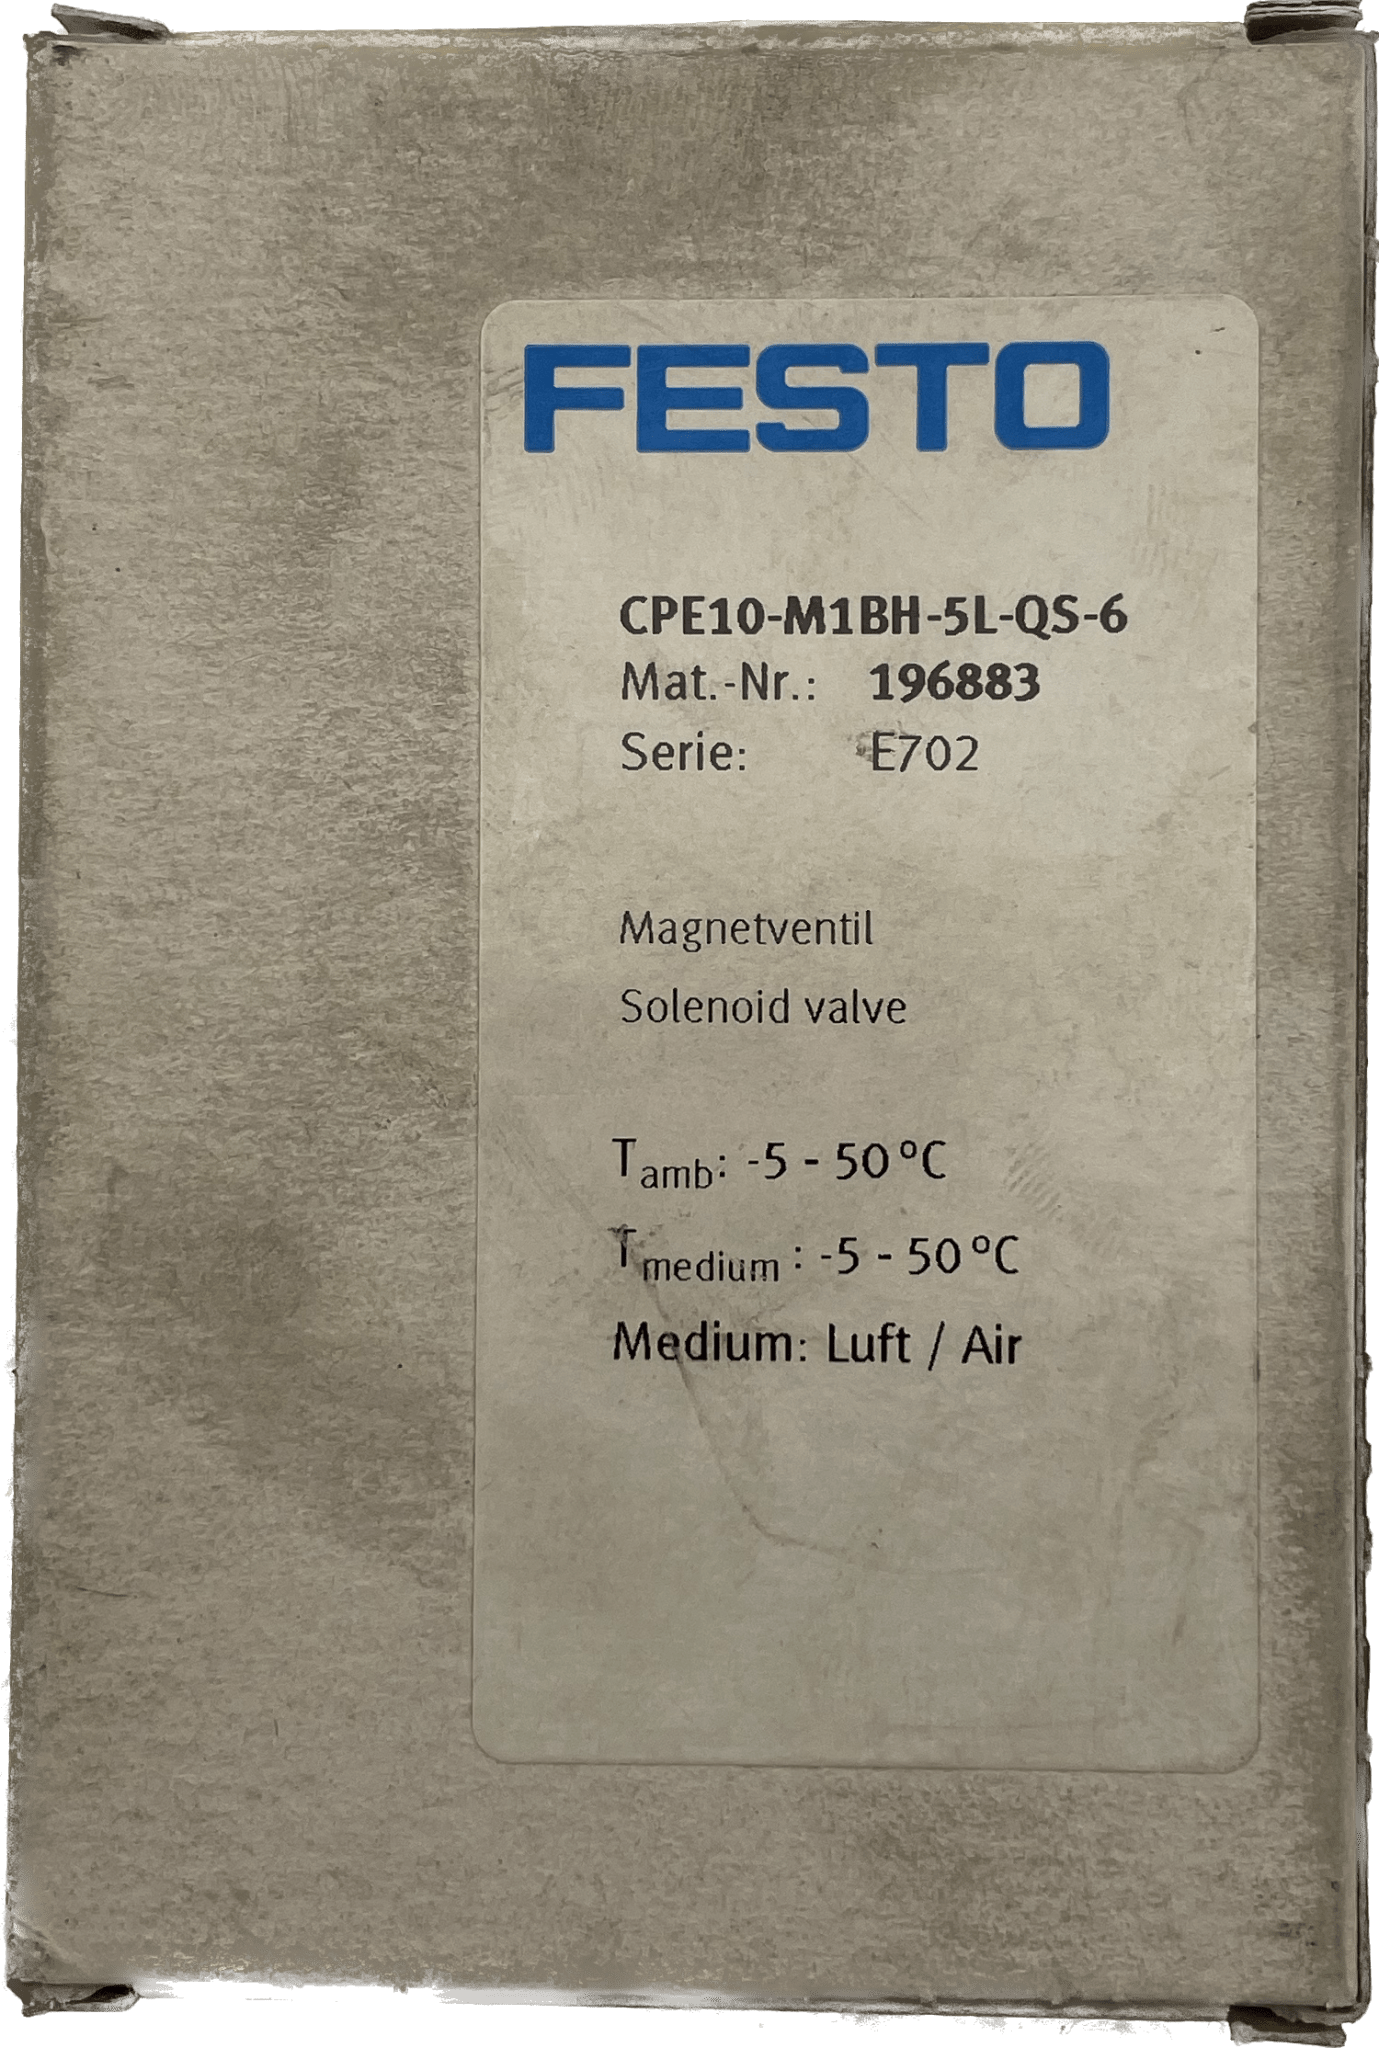 FESTO
CPE10-M1BH-5L-QS-6
Mat.-Nr.: 196883
Serie: E702
Magnetventil
Solenoid valve
Tamb: -5 - 50 °C
Tmedium : -5 - 50 °C
Medium: Luft / Air